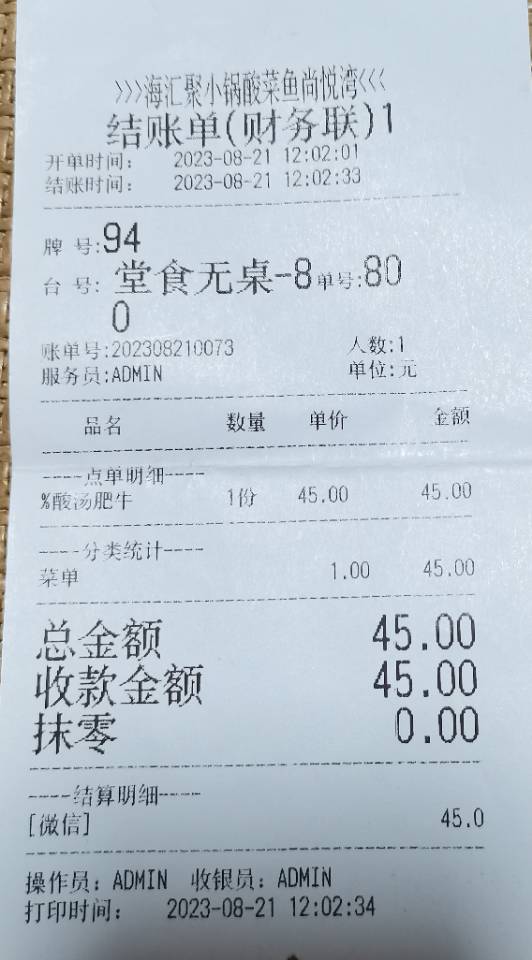 >>>海汇聚小锅酸菜鱼尚悦湾<<<
结账单(财务联)1
开单时间： 2023-08-21 12:02:01
结账时间： 2023-08-21 12:02:33
牌 号:94
台 号: 堂食无桌-8单号:80
0
账单号:202308210073 人数:1
服务员:ADMIN 单位:元
品名 数量 单价 金额
----点单明细----
%酸汤肥牛 1份 45.00 45.00
----分类统计----
菜单 1.00 45.00
总金额 45.00
收款金额 45.00
抹零 0.00
----结算明细----
[微信] 45.0
操作员: ADMIN 收银员: ADMIN
打印时间: 2023-08-21 12:02:34